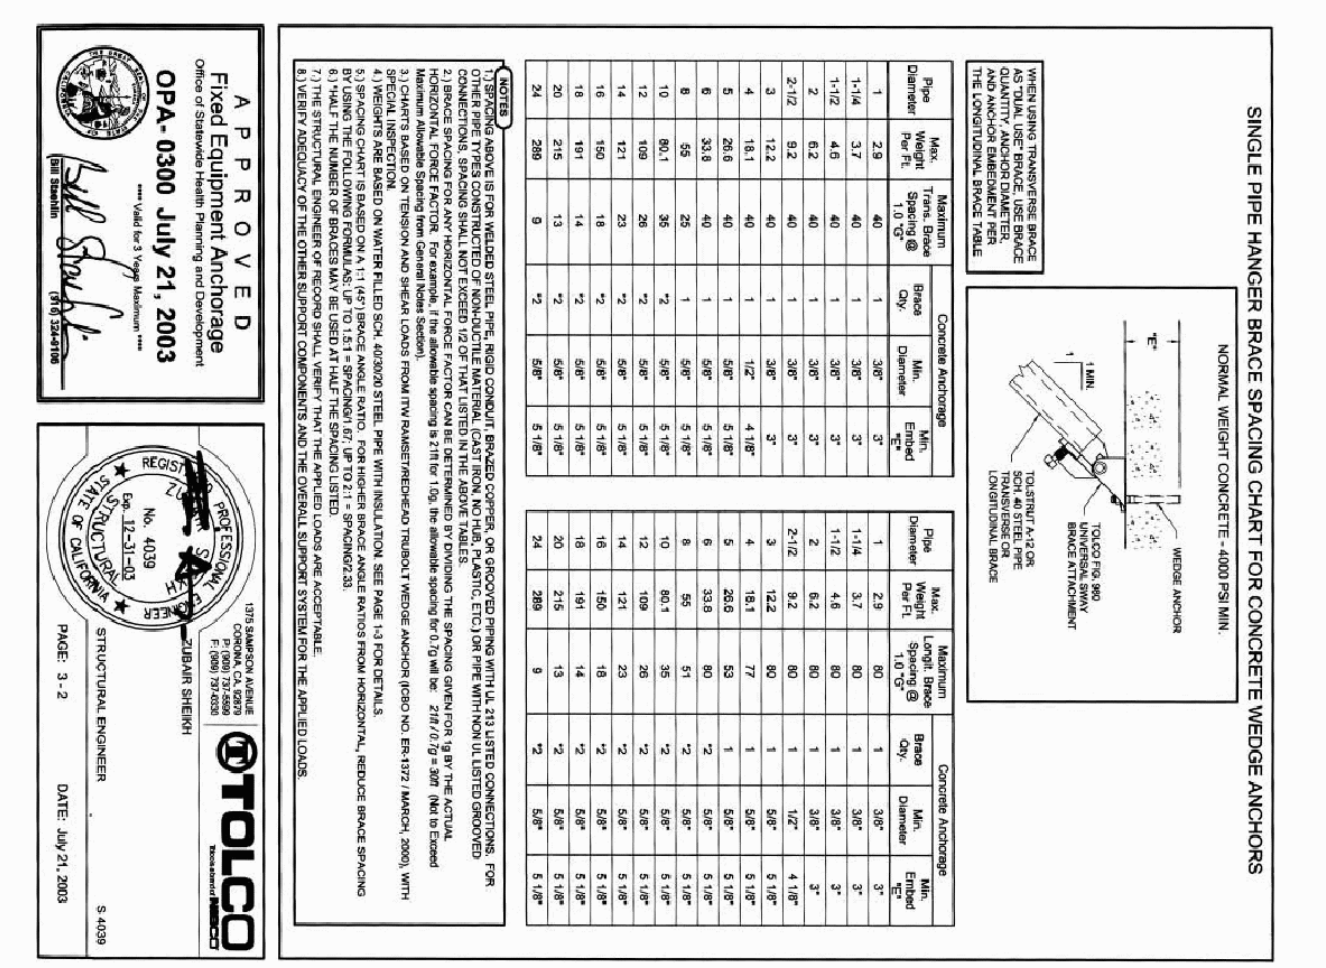 SINGLE PIPE HANGER BRACE SPACING CHART FOR CONCRETE WEDGE ANCHORS
NORMAL WEIGHT CONCRETE - 4000 PSI MIN.
WHEN USING TRANSVERSE BRACE
AS "DUAL USE" BRACE, USE BRACE
QUANTITY, ANCHOR DIAMETER,
AND ANCHOR EMBEDMENT PER
THE LONGITUDINAL BRACE TABLE
"E"
1 MIN.
1
WEDGE ANCHOR
TOLCO FIG. 980
UNIVERSAL SWAY
BRACE ATTACHMENT
TOLSTRUT A-12 OR
SCH. 40 STEEL PIPE
TRANSVERSE OR
LONGITUDINAL BRACE
Pipe Diameter Max. Weight Per Ft. Maximum Trans. Brace Spacing @ 1.0 "G" Concrete Anchorage Brace Qty. Min. Diameter Min. Embed "E"
1 2.9 40 1 3/8" 3"
1-1/4 3.7 40 1 3/8" 3"
1-1/2 4.6 40 1 3/8" 3"
2 6.2 40 1 3/8" 3"
2-1/2 9.2 40 1 3/8" 3"
3 12.2 40 1 3/8" 3"
4 18.1 40 1 1/2" 4 1/8"
5 26.6 40 1 5/8" 5 1/8"
6 33.8 40 1 5/8" 5 1/8"
8 55 25 1 5/8" 5 1/8"
10 80.1 35 *2 5/8" 5 1/8"
12 109 26 *2 5/8" 5 1/8"
14 121 23 *2 5/8" 5 1/8"
16 150 18 *2 5/8" 5 1/8"
18 191 14 *2 5/8" 5 1/8"
20 215 13 *2 5/8" 5 1/8"
24 289 9 *2 5/8" 5 1/8"
Pipe Diameter Max. Weight Per Ft. Maximum Longit. Brace Spacing @ 1.0 "G" Concrete Anchorage Brace Qty. Min. Diameter Min. Embed "E"
1 2.9 80 1 3/8" 3"
1-1/4 3.7 80 1 3/8" 3"
1-1/2 4.6 80 1 3/8" 3"
2 6.2 80 1 3/8" 3"
2-1/2 9.2 80 1 1/2" 4 1/8"
3 12.2 80 1 5/8" 5 1/8"
4 18.1 77 1 5/8" 5 1/8"
5 26.6 53 1 5/8" 5 1/8"
6 33.8 80 *2 5/8" 5 1/8"
8 55 51 *2 5/8" 5 1/8"
10 80.1 35 *2 5/8" 5 1/8"
12 109 26 *2 5/8" 5 1/8"
14 121 23 *2 5/8" 5 1/8"
16 150 18 *2 5/8" 5 1/8"
18 191 14 *2 5/8" 5 1/8"
20 215 13 *2 5/8" 5 1/8"
24 289 9 *2 5/8" 5 1/8"
NOTES
1.) SPACING ABOVE IS FOR WELDED STEEL PIPE, RIGID CONDUIT, BRAZED COPPER, OR GROOVED PIPING WITH UL 213 LISTED CONNECTIONS. FOR
OTHER PIPE TYPES CONSTRUCTED OF NON-DUCTILE MATERIAL (CAST IRON, NO HUB, PLASTIC, ETC.) OR PIPE WITH NON UL LISTED GROOVED
CONNECTIONS, SPACING SHALL NOT EXCEED 1/2 OF THAT LISTED IN THE ABOVE TABLES.
2.) BRACE SPACING FOR ANY HORIZONTAL FORCE FACTOR CAN BE DETERMINED BY DIVIDING THE SPACING GIVEN FOR 1g BY THE ACTUAL
HORIZONTAL FORCE FACTOR. For example, if the allowable spacing is 21ft for 1.0g, the allowable spacing for 0.7g will be: 21ft / 0.7g = 30ft (Not to Exceed
Maximum Allowable Spacing from General Notes Section).
3.) CHARTS BASED ON TENSION AND SHEAR LOADS FROM ITW RAMSET/REDHEAD TRUBOLT WEDGE ANCHOR (ICBO NO. ER-1372 / MARCH, 2000), WITH
SPECIAL INSPECTION.
4.) WEIGHTS ARE BASED ON WATER FILLED SCH. 40/30/20 STEEL PIPE WITH INSULATION. SEE PAGE 1-3 FOR DETAILS.
5.) SPACING CHART IS BASED ON A 1:1 (45°) BRACE ANGLE RATIO. FOR HIGHER BRACE ANGLE RATIOS FROM HORIZONTAL, REDUCE BRACE SPACING
BY USING THE FOLLOWING FORMULAS: UP TO 1.5:1 = SPACING/1.67; UP TO 2:1 = SPACING/2.33.
6.) *HALF THE NUMBER OF BRACES MAY BE USED AT HALF THE SPACING LISTED.
7.) THE STRUCTURAL ENGINEER OF RECORD SHALL VERIFY THAT THE APPLIED LOADS ARE ACCEPTABLE.
8.) VERIFY ADEQUACY OF THE OTHER SUPPORT COMPONENTS AND THE OVERALL SUPPORT SYSTEM FOR THE APPLIED LOADS.
APPROVED
Fixed Equipment Anchorage
Office of Statewide Health Planning and Development
OPA-0300 July 21, 2003
**** Valid for 3 Years Maximum ****
Bill Staehlin
Bill Staehlin (916) 324-9106
REGISTERED PROFESSIONAL ENGINEER
ZUBAIR SHEIKH
No. 4039
Exp. 12-31-03
STRUCTURAL
STATE OF CALIFORNIA
1375 SAMPSON AVENUE
CORONA, CA. 92879
P: (909) 737-5599
F: (909) 737-0330
TOLCO
ZUBAIR SHEIKH
STRUCTURAL ENGINEER S 4039
PAGE: 3 - 2 DATE: July 21, 2003